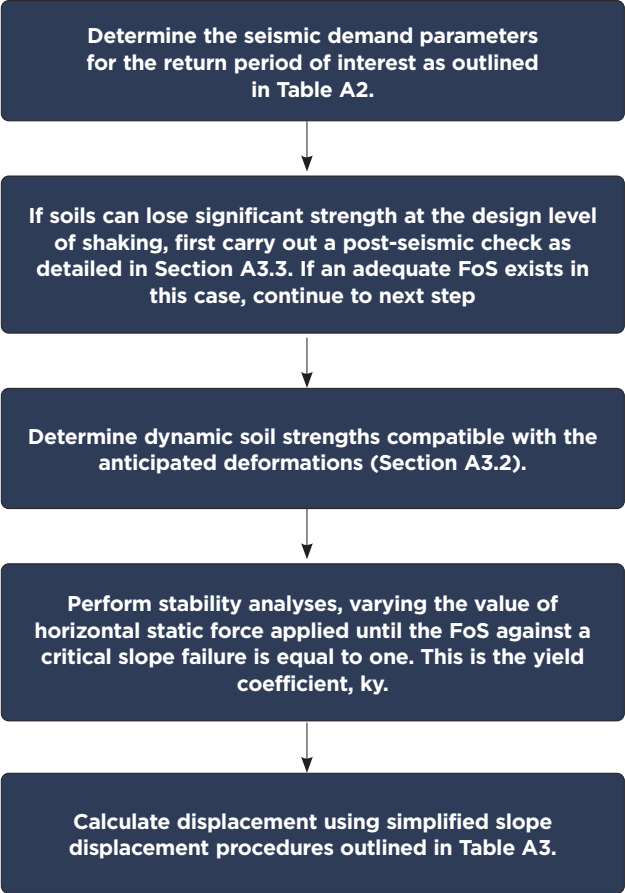 Determine the seismic demand parameters
for the return period of interest as outlined
in Table A2.
If soils can lose significant strength at the design level
of shaking, first carry out a post-seismic check as
detailed in Section A3.3. If an adequate FoS exists in
this case, continue to next step
Determine dynamic soil strengths compatible with the
anticipated deformations (Section A3.2).
Perform stability analyses, varying the value of
horizontal static force applied until the FoS against a
critical slope failure is equal to one. This is the yield
coefficient, ky.
Calculate displacement using simplified slope
displacement procedures outlined in Table A3.